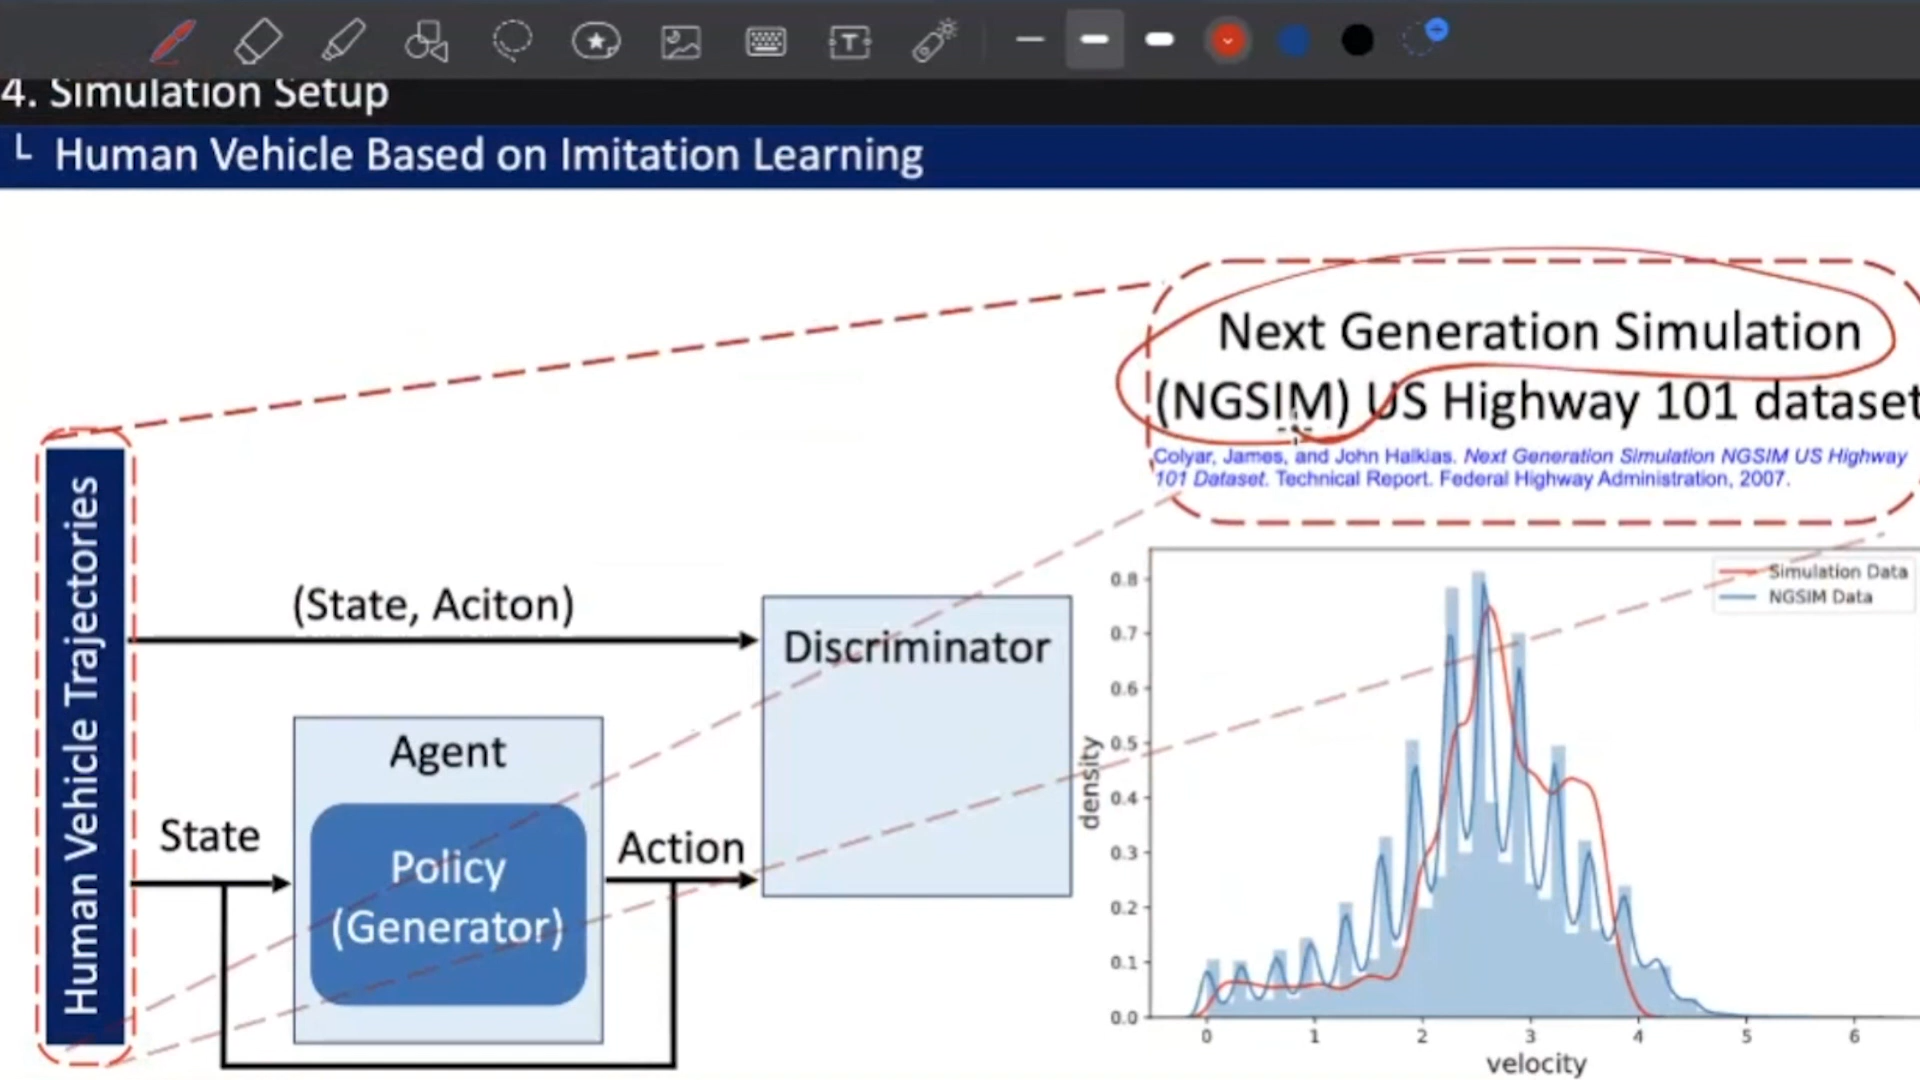 4. Simulation Setup
└ Human Vehicle Based on Imitation Learning
Next Generation Simulation
(NGSIM) US Highway 101 dataset
Colyar, James, and John Halkias. Next Generation Simulation NGSIM US Highway
101 Dataset. Technical Report. Federal Highway Administration, 2007.
Human Vehicle Trajectories
(State, Aciton)
Discriminator
Agent
State
Policy
(Generator)
Action
Simulation Data
NGSIM Data
density
0.8
0.7
0.6
0.5
0.4
0.3
0.2
0.1
0.0
0 1 2 3 4 5 6
velocity